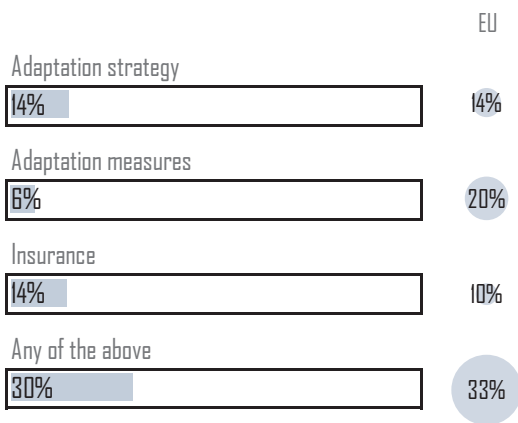 EU
Adaptation strategy
14% 14%
Adaptation measures
6% 20%
Insurance
14% 10%
Any of the above
30% 33%